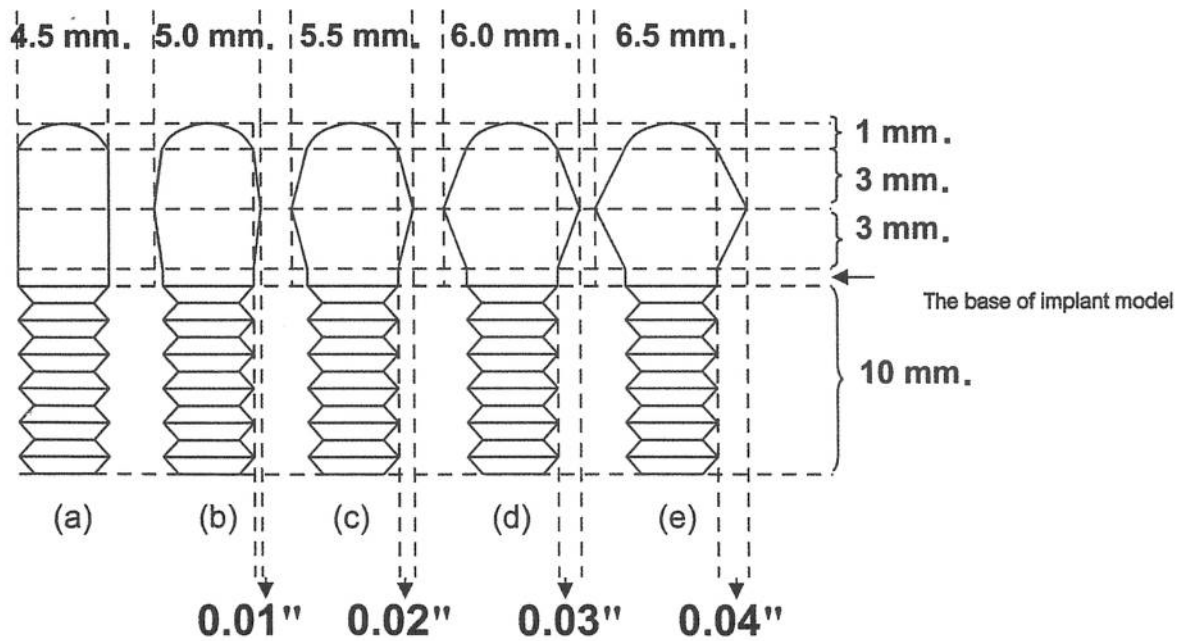 4.5 mm. 5.0 mm. 5.5 mm. 6.0 mm. 6.5 mm.
1 mm.
3 mm.
3 mm.
The base of implant model
10 mm.
(a) (b) (c) (d) (e)
0.01" 0.02" 0.03" 0.04"